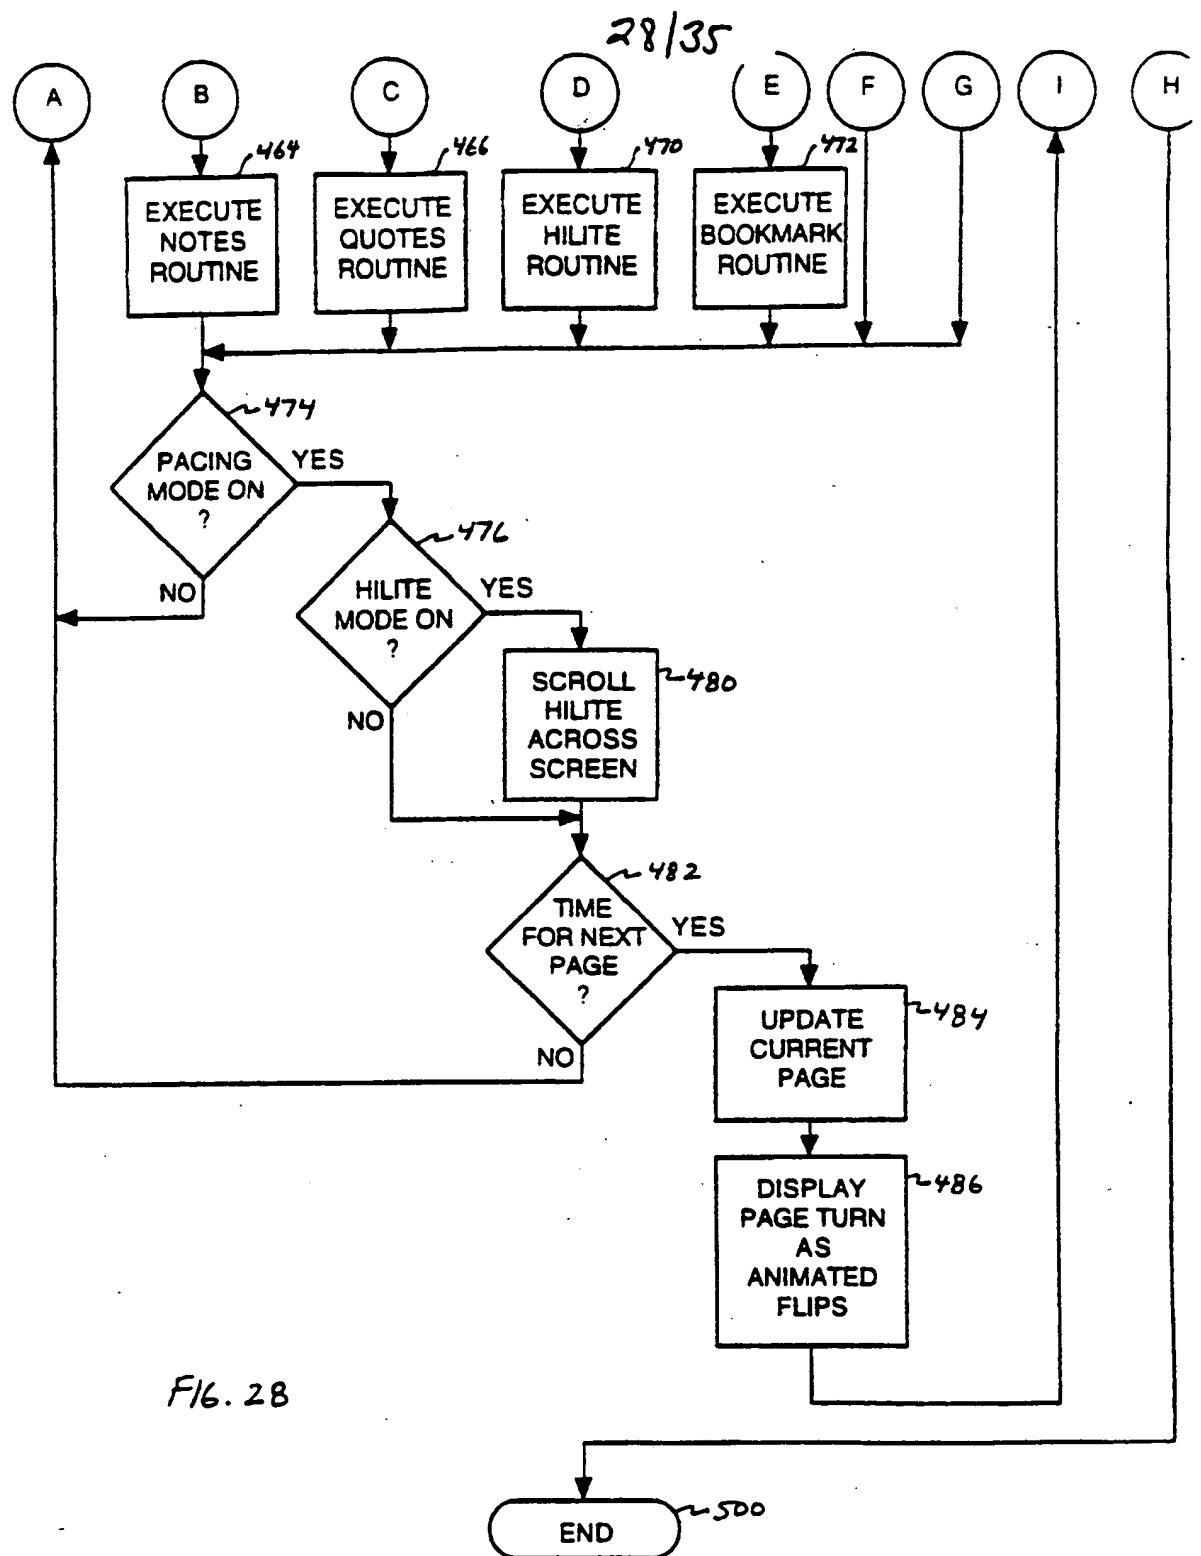 28/35
A
B
C
D
E
F
G
I
H
464
466
470
472
EXECUTE
NOTES
ROUTINE
EXECUTE
QUOTES
ROUTINE
EXECUTE
HILITE
ROUTINE
EXECUTE
BOOKMARK
ROUTINE
474
PACING
MODE ON
?
YES
NO
476
HILITE
MODE ON
?
YES
NO
480
SCROLL
HILITE
ACROSS
SCREEN
482
TIME
FOR NEXT
PAGE
?
YES
NO
484
UPDATE
CURRENT
PAGE
486
DISPLAY
PAGE TURN
AS
ANIMATED
FLIPS
FIG. 28
500
END